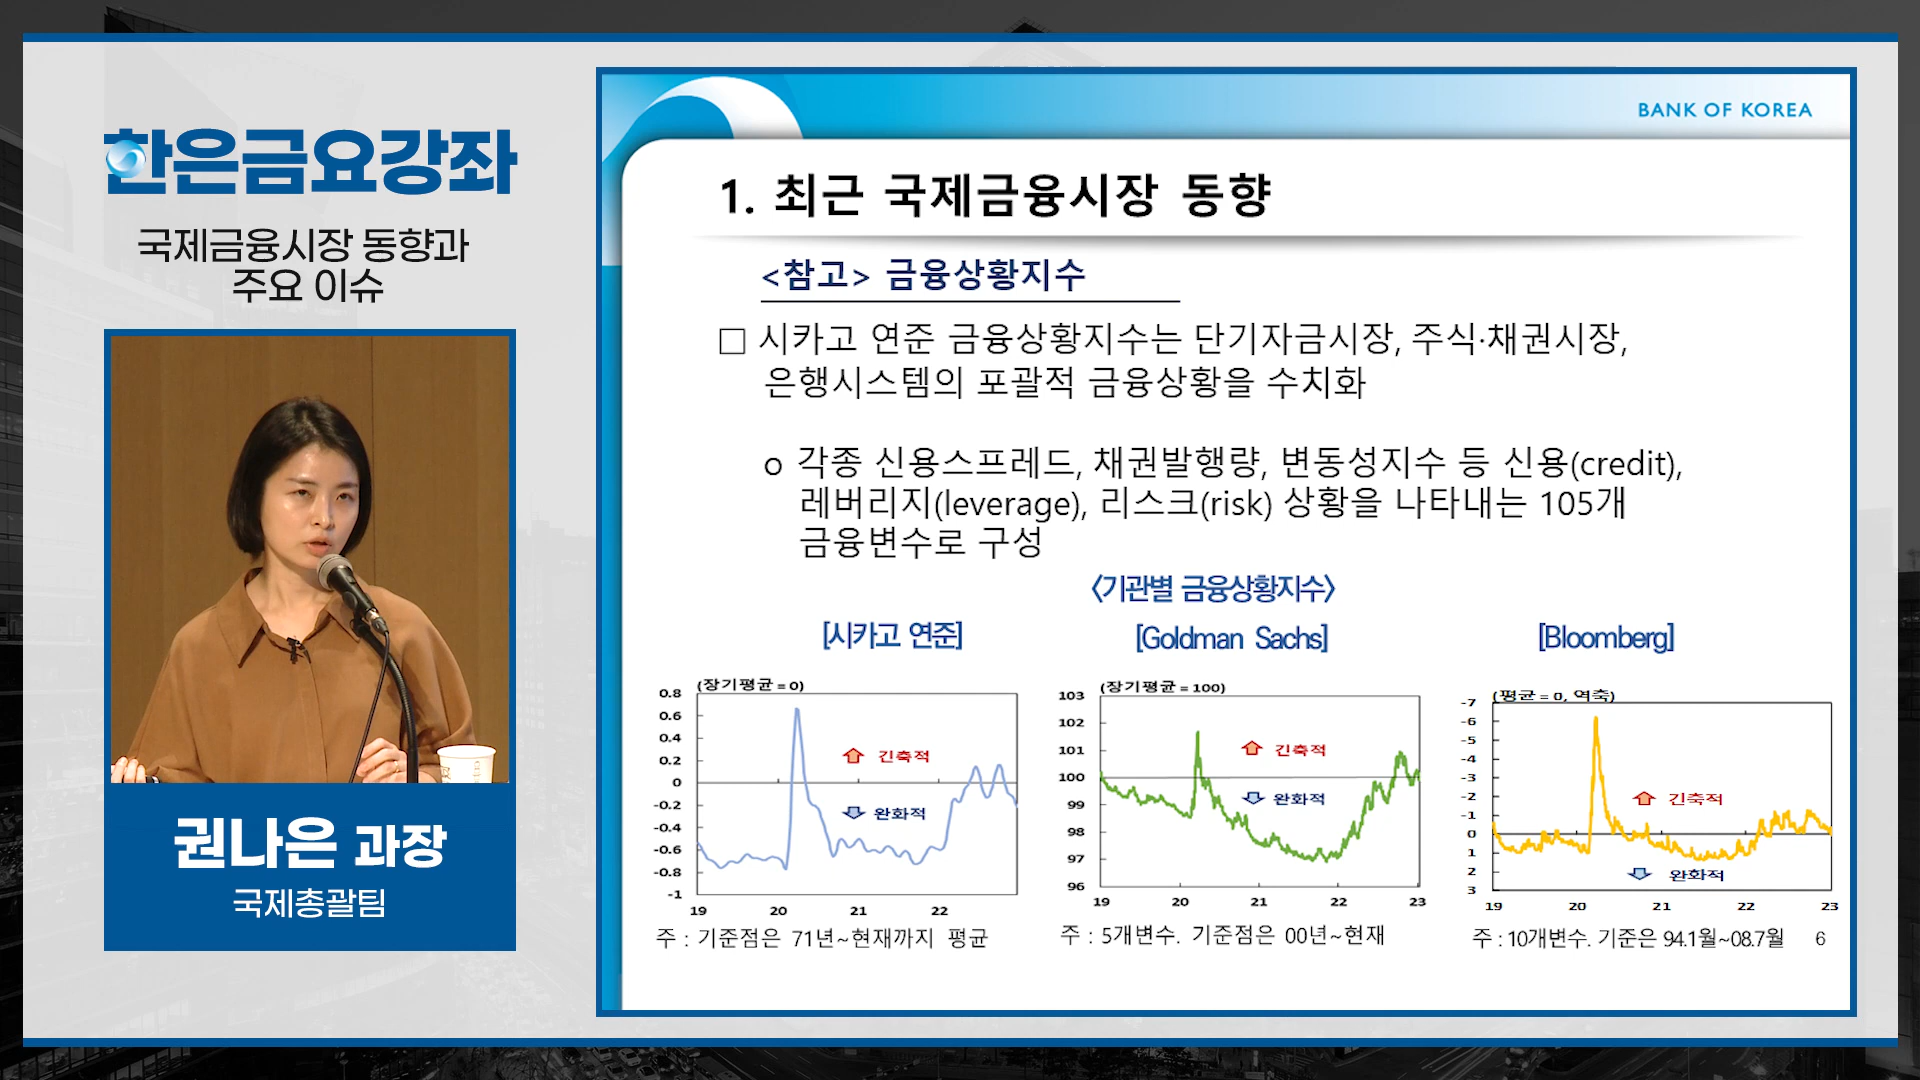 한은금요강좌
국제금융시장 동향과
주요 이슈
권나은 과장
국제총괄팀
BANK OF KOREA
1. 최근 국제금융시장 동향
<참고> 금융상황지수
□ 시카고 연준 금융상황지수는 단기자금시장, 주식·채권시장,
은행시스템의 포괄적 금융상황을 수치화
o 각종 신용스프레드, 채권발행량, 변동성지수 등 신용(credit),
레버리지(leverage), 리스크(risk) 상황을 나타내는 105개
금융변수로 구성
<기관별 금융상황지수>
[시카고 연준]
(장기평균 = 0)
0.8
0.6
0.4
0.2
0
-0.2
-0.4
-0.6
-0.8
-1
긴축적
완화적
19 20 21 22
주 : 기준점은 71년~현재까지 평균
[Goldman Sachs]
(장기평균 = 100)
103
102
101
100
99
98
97
96
긴축적
완화적
19 20 21 22 23
주 : 5개변수. 기준점은 00년~현재
[Bloomberg]
(평균 = 0, 역축)
-7
-6
-5
-4
-3
-2
-1
0
1
2
3
긴축적
완화적
19 20 21 22 23
주 : 10개변수. 기준은 94.1월~08.7월
6